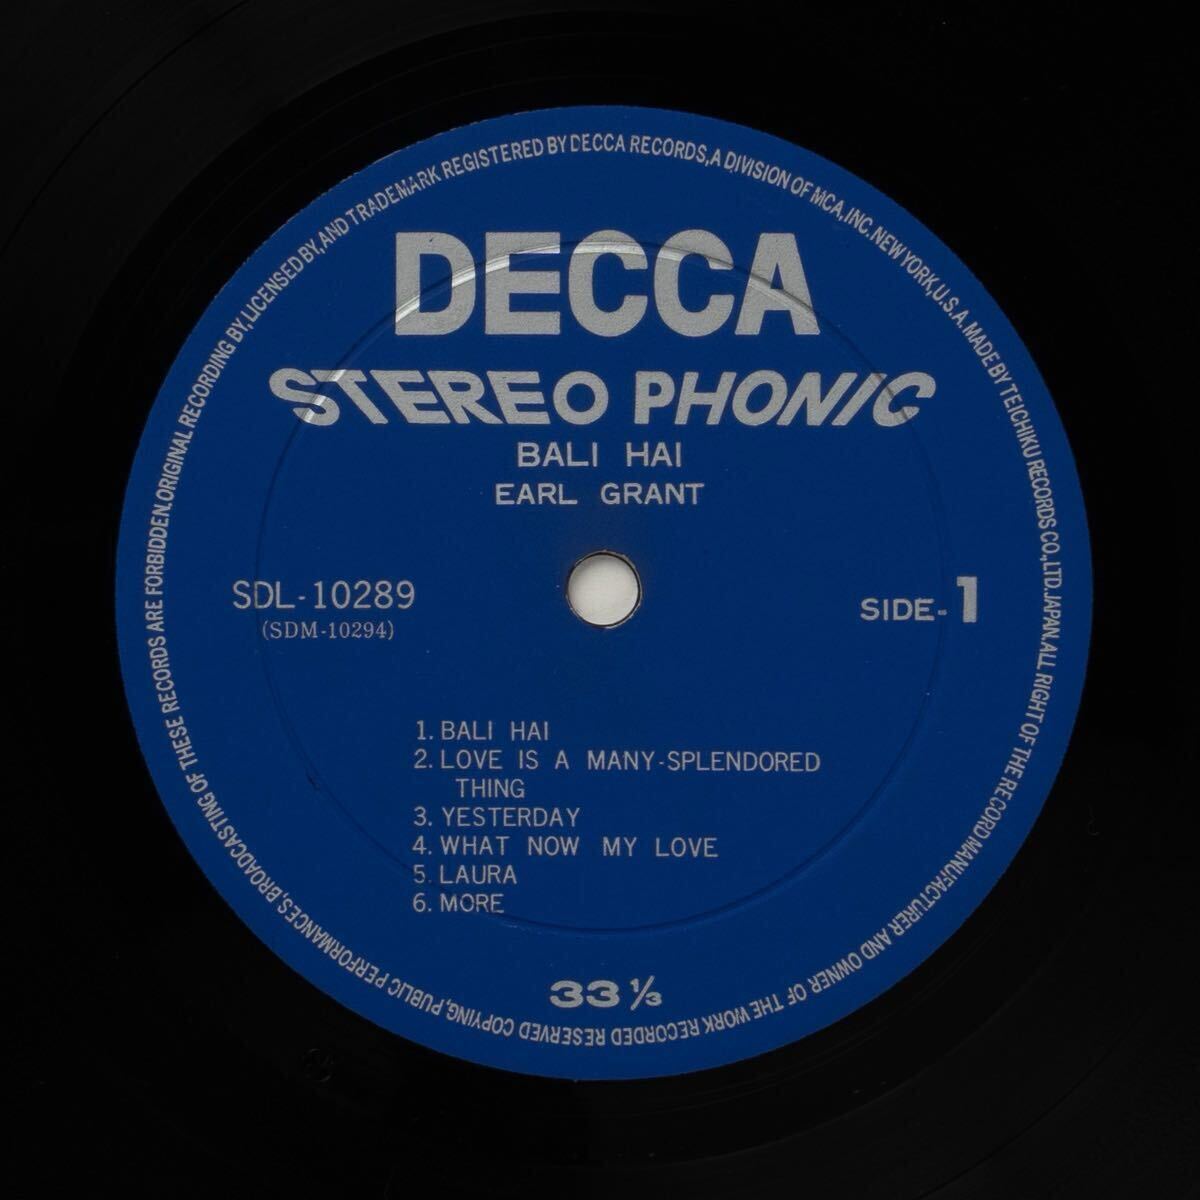 DECCA
STEREO PHONIC
BALI HAI
EARL GRANT
SDL-10289
(SDM-10294)
SIDE-1
1. BALI HAI
2. LOVE IS A MANY-SPLENDORED
THING
3. YESTERDAY
4. WHAT NOW MY LOVE
5. LAURA
6. MORE
33 1/3
ORIGINAL RECORDING BY, LICENSED BY, AND TRADEMARK REGISTERED BY DECCA RECORDS, A DIVISION OF MCA, INC. NEW YORK, U.S.A. MADE BY TEICHIKU RECORDS CO., LTD. JAPAN. ALL RIGHT OF THE RECORD MANUFACTURER AND OWNER OF THE WORK RECORDED RESERVED COPYING, PUBLIC PERFORMANCES, BROADCASTING OF THESE RECORDS ARE FORBIDDEN.